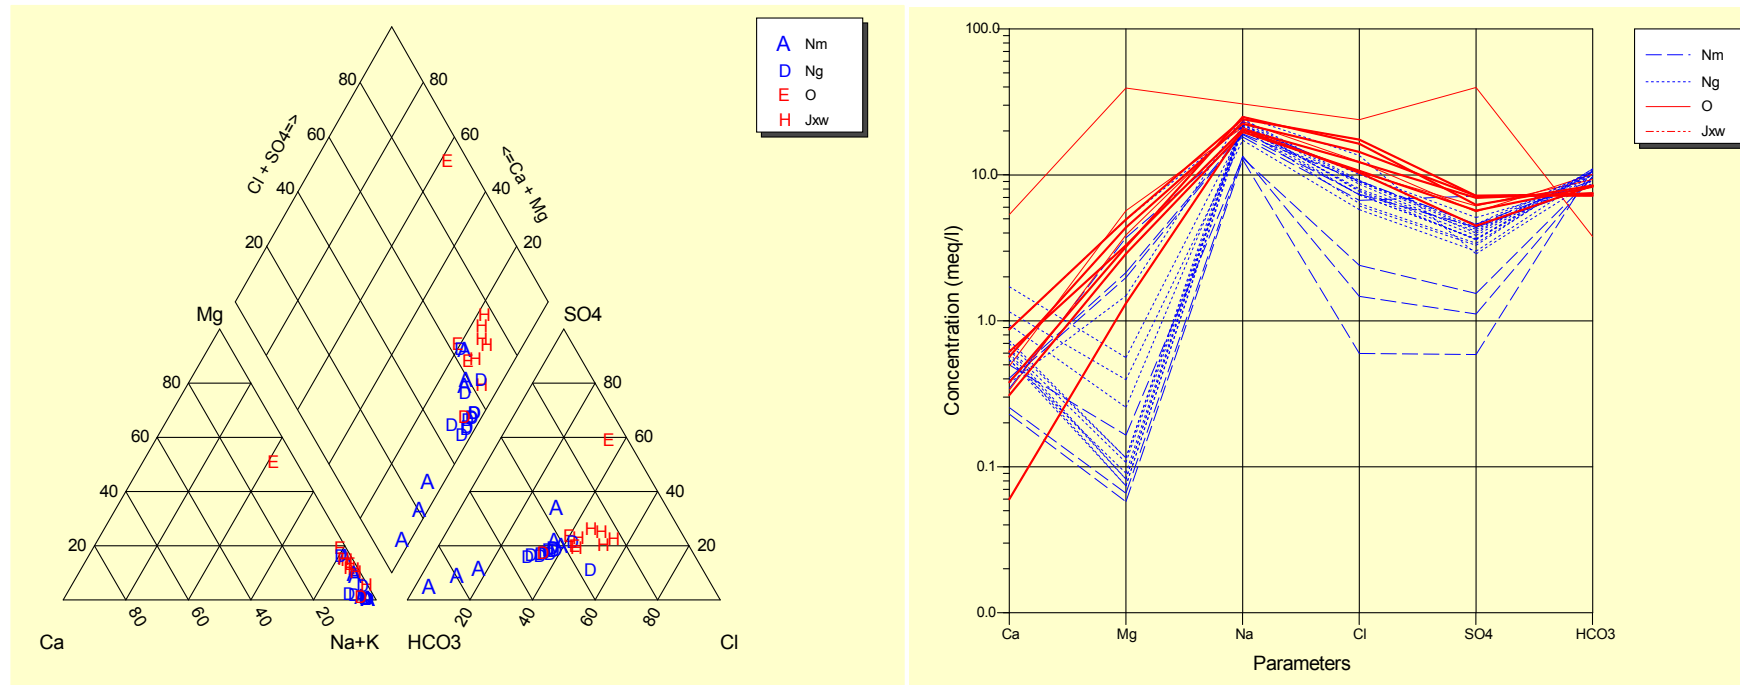 Nm
Ng
O
Jxw
80 80
60 60
Cl + SO4=>
<=Ca + Mg
40 40
20 20
Mg SO4
80 80
60 60
40 40
20 20
80 60 40 20 20 40 60 80
Ca Na+K HCO3 Cl
A A A A A A A A
D D D D D D D D
E E E E E E
H H H H H H H H
100.0
10.0
1.0
0.1
0.0
Concentration (meq/l)
Ca Mg Na Cl SO4 HCO3
Parameters
Nm
Ng
O
Jxw